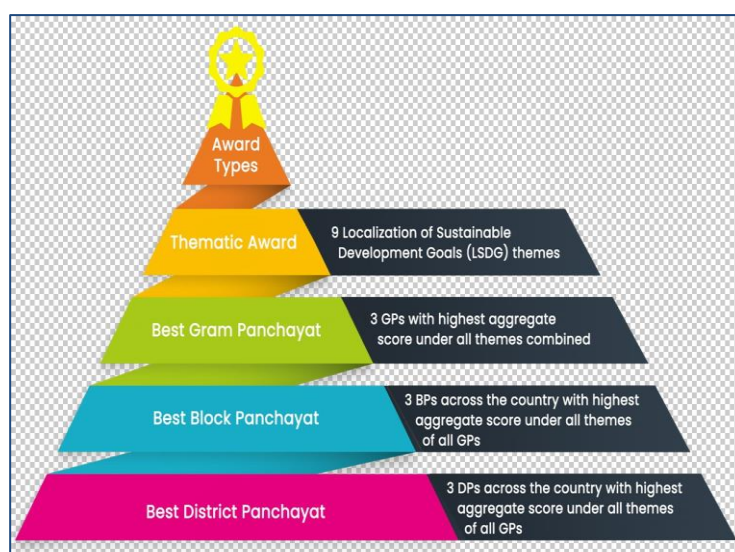 Award
Types
Thematic Award
9 Localization of Sustainable
Development Goals (LSDG) themes
Best Gram Panchayat
3 GPs with highest aggregate
score under all themes combined
Best Block Panchayat
3 BPs across the country with highest
aggregate score under all themes
of all GPs
Best District Panchayat
3 DPs across the country with highest
aggregate score under all themes
of all GPs